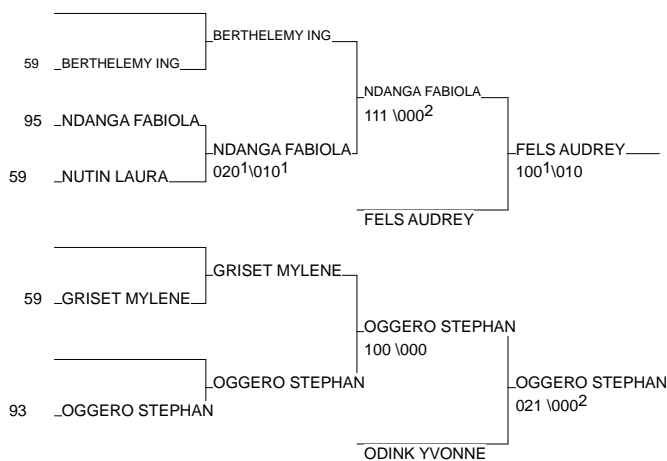 BERTHELEMY ING
59 BERTHELEMY ING
NDANGA FABIOLA
111 \000²
95 NDANGA FABIOLA
NDANGA FABIOLA
020¹\010¹
FELS AUDREY
100¹\010
59 NUTIN LAURA
FELS AUDREY
GRISET MYLENE
59 GRISET MYLENE
OGGERO STEPHAN
100 \000
OGGERO STEPHAN
OGGERO STEPHAN
021 \000²
93 OGGERO STEPHAN
ODINK YVONNE